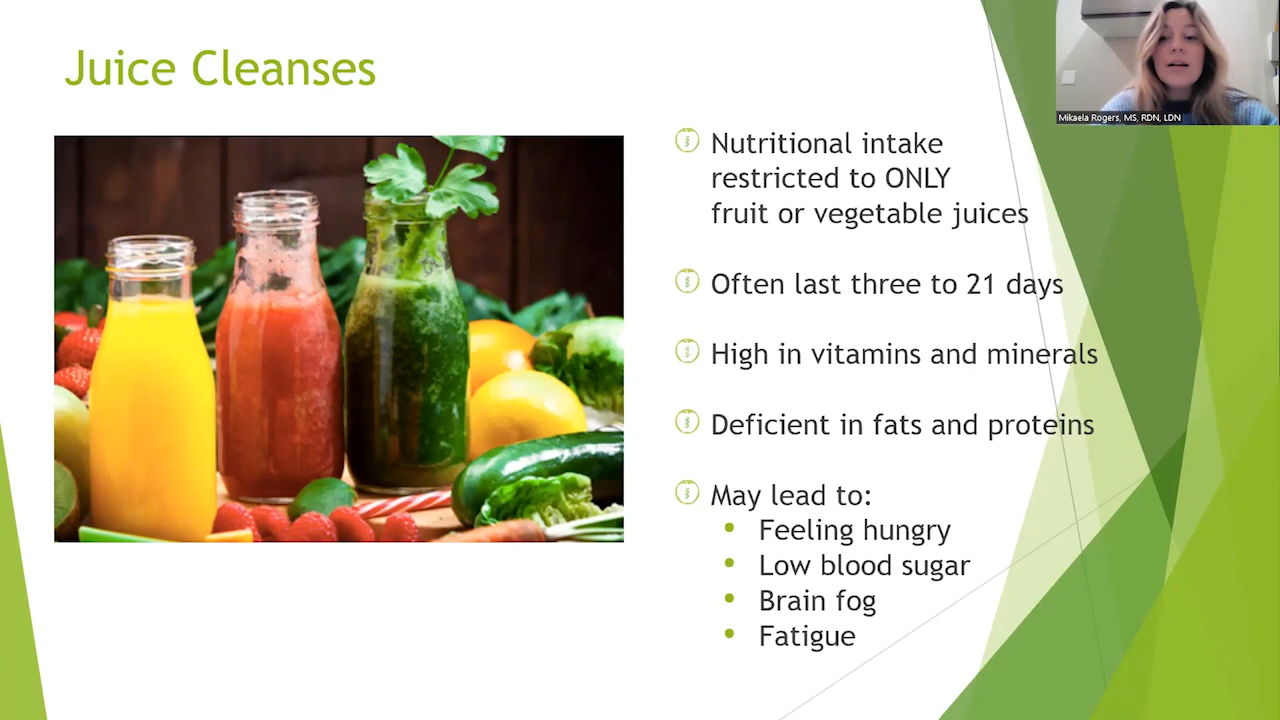 Juice Cleanses
Mikaela Rogers, MS, RDN, LDN
Nutritional intake
restricted to ONLY
fruit or vegetable juices
Often last three to 21 days
High in vitamins and minerals
Deficient in fats and proteins
May lead to:
Feeling hungry
Low blood sugar
Brain fog
Fatigue